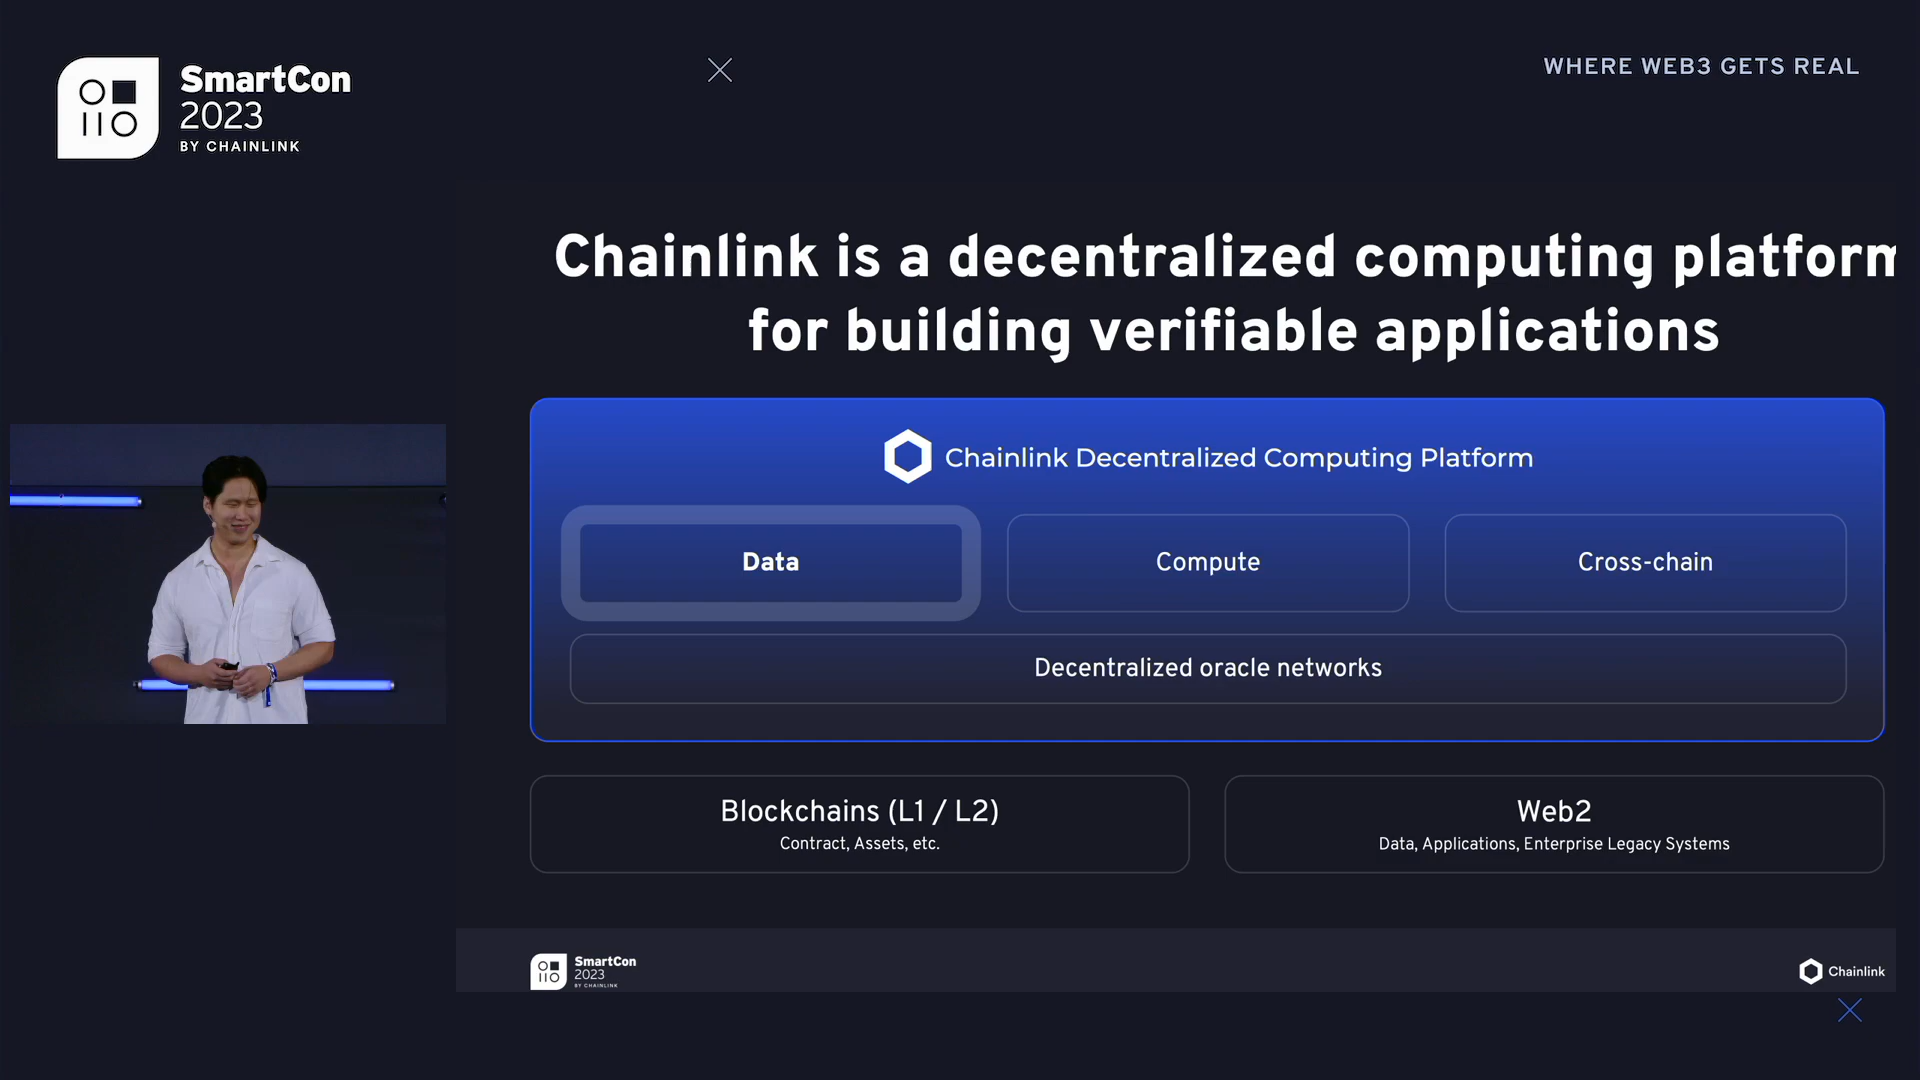 SmartCon
2023
BY CHAINLINK
WHERE WEB3 GETS REAL
Chainlink is a decentralized computing platform
for building verifiable applications
Chainlink Decentralized Computing Platform
Data
Compute
Cross-chain
Decentralized oracle networks
Blockchains (L1 / L2)
Contract, Assets, etc.
Web2
Data, Applications, Enterprise Legacy Systems
SmartCon
2023
BY CHAINLINK
Chainlink